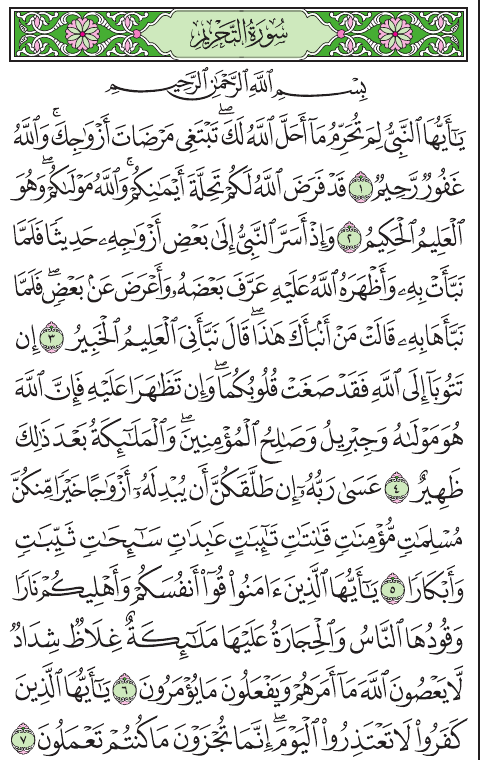 سُورَةُ التَّحْرِيمِ
بِسْمِ ٱللَّهِ ٱلرَّحْمَٰنِ ٱلرَّحِيمِ
يَٰٓأَيُّهَا ٱلنَّبِيُّ لِمَ تُحَرِّمُ مَآ أَحَلَّ ٱللَّهُ لَكَۖ تَبْتَغِي مَرْضَاتَ أَزْوَٰجِكَۚ وَٱللَّهُ
غَفُورٌ رَّحِيمٌ ١ قَدْ فَرَضَ ٱللَّهُ لَكُمْ تَحِلَّةَ أَيْمَٰنِكُمْۚ وَٱللَّهُ مَوْلَىٰكُمْۖ وَهُوَ
ٱلْعَلِيمُ ٱلْحَكِيمُ ٢ وَإِذْ أَسَرَّ ٱلنَّبِيُّ إِلَىٰ بَعْضِ أَزْوَٰجِهِۦ حَدِيثًا فَلَمَّا
نَبَّأَتْ بِهِۦ وَأَظْهَرَهُ ٱللَّهُ عَلَيْهِ عَرَّفَ بَعْضَهُۥ وَأَعْرَضَ عَنۢ بَعْضٍۖ فَلَمَّا
نَبَّأَهَا بِهِۦ قَالَتْ مَنْ أَنۢبَأَكَ هَٰذَاۖ قَالَ نَبَّأَنِيَ ٱلْعَلِيمُ ٱلْخَبِيرُ ٣ إِن
تَتُوبَآ إِلَى ٱللَّهِ فَقَدْ صَغَتْ قُلُوبُكُمَاۖ وَإِن تَظَٰهَرَا عَلَيْهِ فَإِنَّ ٱللَّهَ
هُوَ مَوْلَىٰهُ وَجِبْرِيلُ وَصَٰلِحُ ٱلْمُؤْمِنِينَۖ وَٱلْمَلَٰٓئِكَةُ بَعْدَ ذَٰلِكَ
ظَهِيرٌ ٤ عَسَىٰ رَبُّهُۥٓ إِن طَلَّقَكُنَّ أَن يُبْدِلَهُۥٓ أَزْوَٰجًا خَيْرًا مِّنكُنَّ
مُسْلِمَٰتٍ مُّؤْمِنَٰتٍ قَٰنِتَٰتٍ تَٰٓئِبَٰتٍ عَٰبِدَٰتٍ سَٰٓئِحَٰتٍ ثَيِّبَٰتٍ
وَأَبْكَارًا ٥ يَٰٓأَيُّهَا ٱلَّذِينَ ءَامَنُوا۟ قُوٓا۟ أَنفُسَكُمْ وَأَهْلِيكُمْ نَارًا
وَقُودُهَا ٱلنَّاسُ وَٱلْحِجَارَةُ عَلَيْهَا مَلَٰٓئِكَةٌ غِلَاظٌ شِدَادٌ
لَّا يَعْصُونَ ٱللَّهَ مَآ أَمَرَهُمْ وَيَفْعَلُونَ مَا يُؤْمَرُونَ ٦ يَٰٓأَيُّهَا ٱلَّذِينَ
كَفَرُوا۟ لَا تَعْتَذِرُوا۟ ٱلْيَوْمَۖ إِنَّمَا تُجْزَوْنَ مَا كُنتُمْ تَعْمَلُونَ ٧